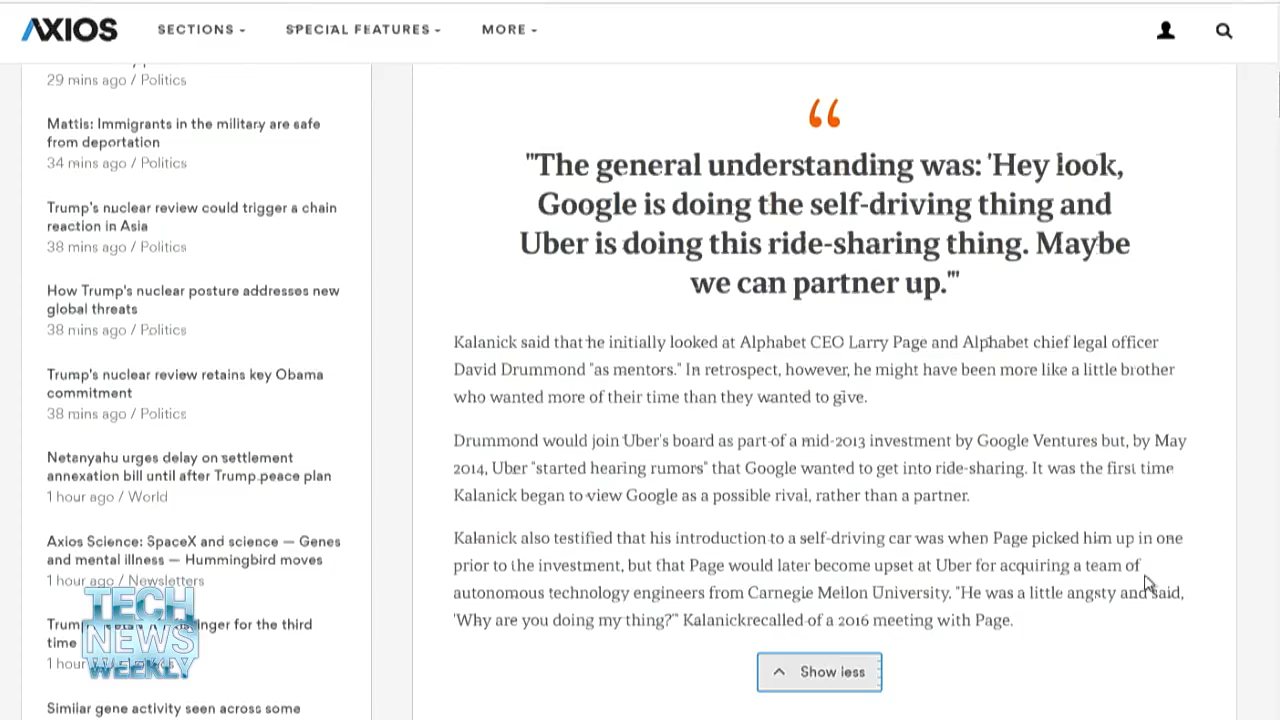 AXIOS SECTIONS SPECIAL FEATURES MORE
29 mins ago / Politics
Mattis: Immigrants in the military are safe
from deportation
34 mins ago / Politics
Trump's nuclear review could trigger a chain
reaction in Asia
38 mins ago / Politics
How Trump's nuclear posture addresses new
global threats
38 mins ago / Politics
Trump's nuclear review retains key Obama
commitment
38 mins ago / Politics
Netanyahu urges delay on settlement
annexation bill until after Trump peace plan
1 hour ago / World
Axios Science: SpaceX and science — Genes
and mental illness — Hummingbird moves
1 hour ago / Newsletters
Trum nger for the third
time
1 hour
Similar gene activity seen across some
TECH
NEWS
WEEKLY
“
"The general understanding was: 'Hey look,
Google is doing the self-driving thing and
Uber is doing this ride-sharing thing. Maybe
we can partner up.'"
Kalanick said that he initially looked at Alphabet CEO Larry Page and Alphabet chief legal officer
David Drummond "as mentors." In retrospect, however, he might have been more like a little brother
who wanted more of their time than they wanted to give.
Drummond would join Uber's board as part of a mid-2013 investment by Google Ventures but, by May
2014, Uber "started hearing rumors" that Google wanted to get into ride-sharing. It was the first time
Kalanick began to view Google as a possible rival, rather than a partner.
Kalanick also testified that his introduction to a self-driving car was when Page picked him up in one
prior to the investment, but that Page would later become upset at Uber for acquiring a team of
autonomous technology engineers from Carnegie Mellon University. "He was a little angsty and said,
'Why are you doing my thing?'" Kalanick recalled of a 2016 meeting with Page.
Show less